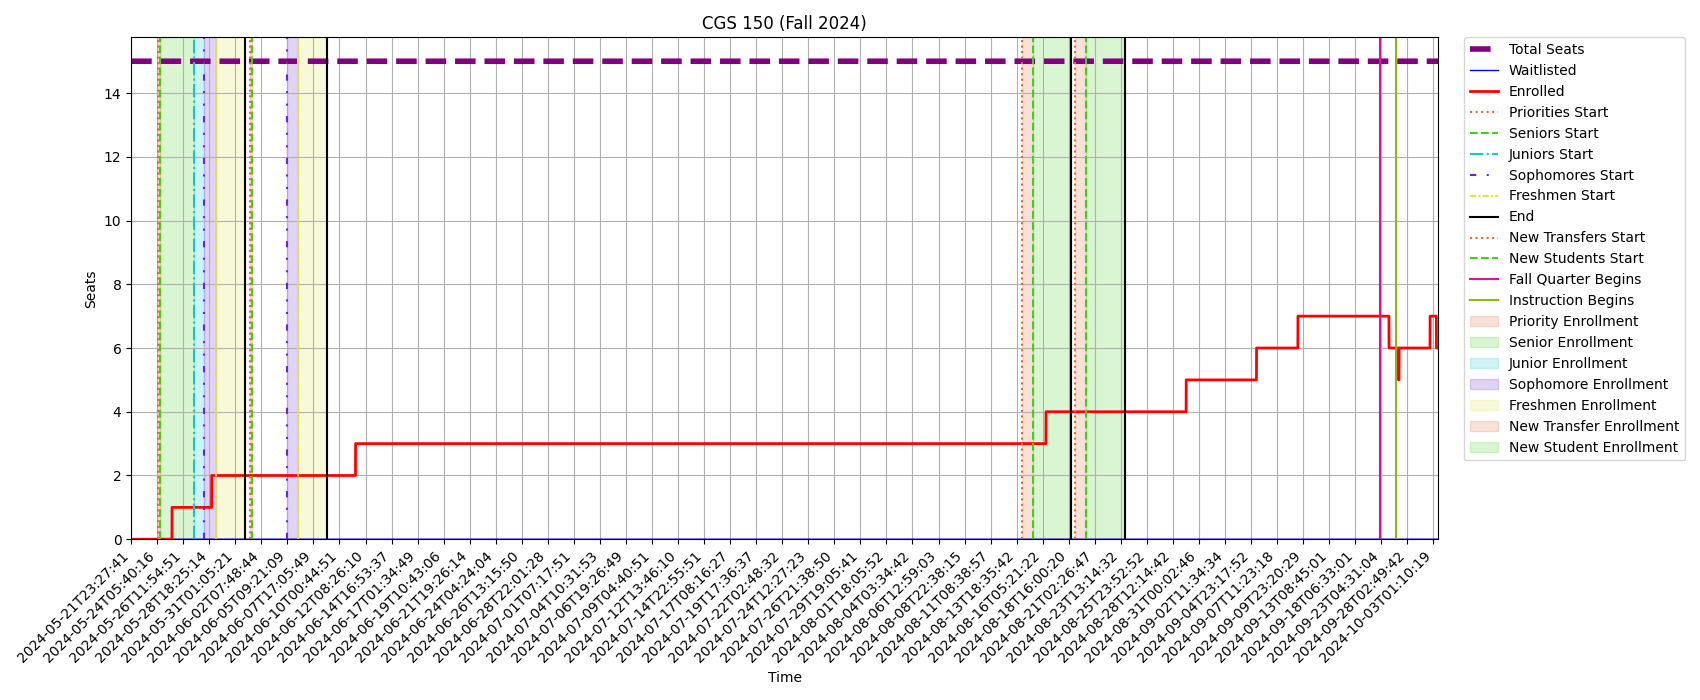 CGS 150 (Fall 2024)
Seats
14
12
10
8
6
4
2
0
2024-05-21T23:27:41
2024-05-24T05:40:16
2024-05-26T11:54:51
2024-05-28T18:25:14
2024-05-31T01:05:21
2024-06-02T07:48:44
2024-06-05T09:21:09
2024-06-07T17:05:49
2024-06-10T00:44:51
2024-06-12T08:26:10
2024-06-14T16:53:37
2024-06-17T01:34:49
2024-06-19T10:43:06
2024-06-21T19:26:14
2024-06-24T04:24:04
2024-06-26T13:15:50
2024-06-28T22:01:28
2024-07-01T07:17:51
2024-07-04T10:31:53
2024-07-06T19:26:49
2024-07-09T04:40:51
2024-07-12T13:46:10
2024-07-14T22:55:51
2024-07-17T08:16:27
2024-07-19T17:36:37
2024-07-22T02:48:32
2024-07-24T12:27:23
2024-07-26T21:38:50
2024-07-29T19:05:41
2024-08-01T18:05:52
2024-08-04T03:34:42
2024-08-06T12:59:03
2024-08-08T22:38:15
2024-08-11T08:38:57
2024-08-13T18:35:42
2024-08-16T05:21:22
2024-08-18T16:00:20
2024-08-21T02:26:47
2024-08-23T13:14:32
2024-08-25T23:52:52
2024-08-28T12:14:42
2024-08-31T00:02:46
2024-09-02T11:34:34
2024-09-04T23:17:52
2024-09-07T11:23:18
2024-09-09T23:20:29
2024-09-13T08:45:01
2024-09-18T06:33:01
2024-09-23T04:31:04
2024-09-28T02:49:42
2024-10-03T01:10:19
Time
Total Seats
Waitlisted
Enrolled
Priorities Start
Seniors Start
Juniors Start
Sophomores Start
Freshmen Start
End
New Transfers Start
New Students Start
Fall Quarter Begins
Instruction Begins
Priority Enrollment
Senior Enrollment
Junior Enrollment
Sophomore Enrollment
Freshmen Enrollment
New Transfer Enrollment
New Student Enrollment